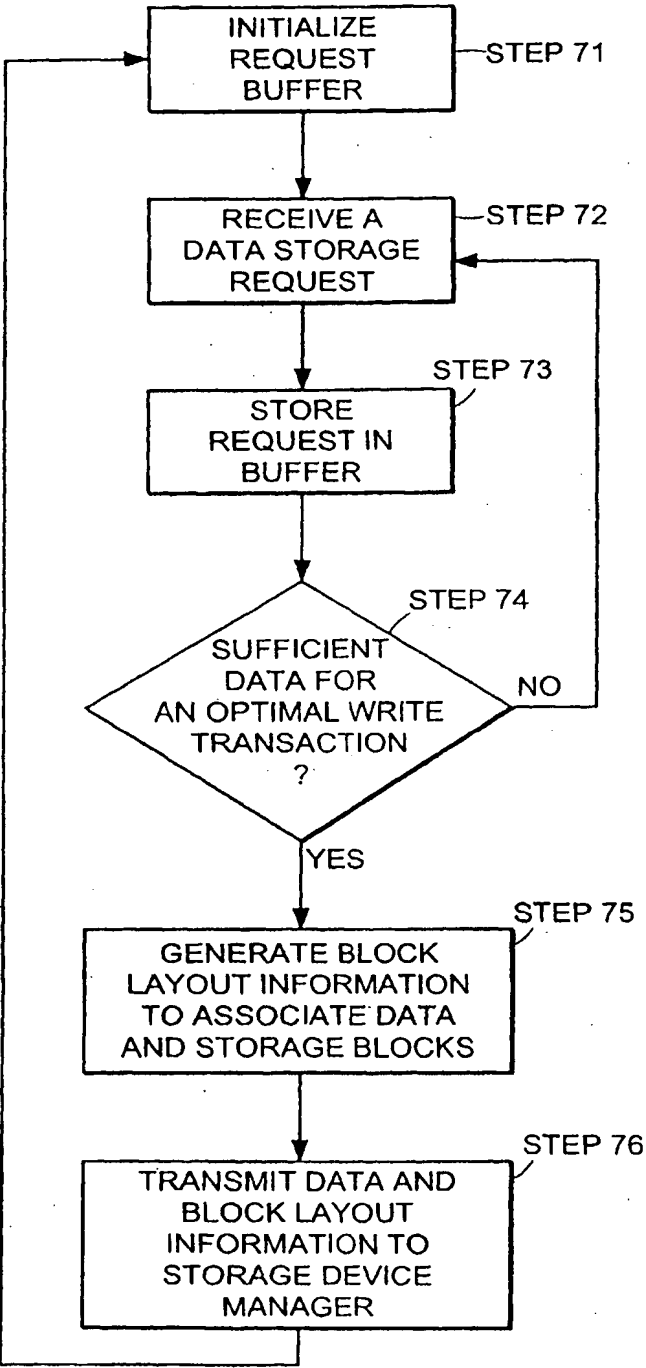 INITIALIZE
REQUEST
BUFFER
STEP 71
RECEIVE A
DATA STORAGE
REQUEST
STEP 72
STEP 73
STORE
REQUEST IN
BUFFER
STEP 74
SUFFICIENT
DATA FOR
AN OPTIMAL WRITE
TRANSACTION
?
NO
YES
STEP 75
GENERATE BLOCK
LAYOUT INFORMATION
TO ASSOCIATE DATA
AND STORAGE BLOCKS
STEP 76
TRANSMIT DATA AND
BLOCK LAYOUT
INFORMATION TO
STORAGE DEVICE
MANAGER